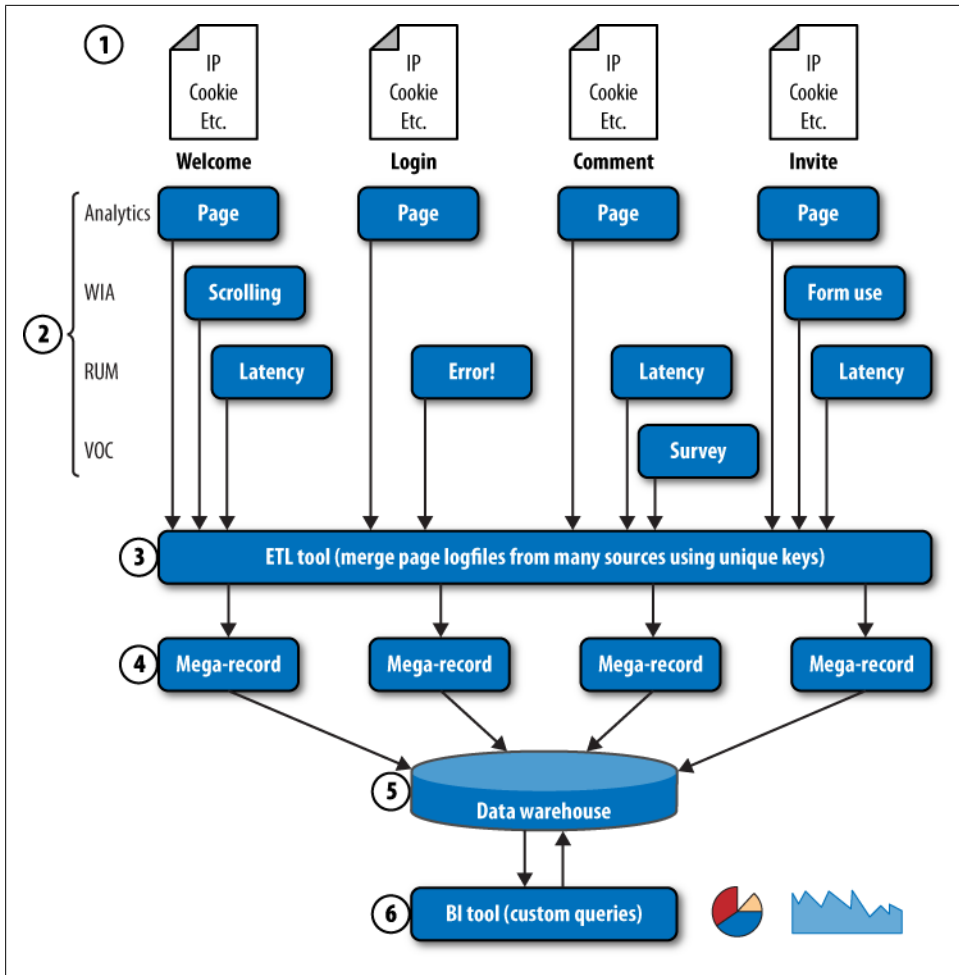 1
IP
Cookie
Etc.
IP
Cookie
Etc.
IP
Cookie
Etc.
IP
Cookie
Etc.
Welcome
Login
Comment
Invite
2
Analytics
Page
Page
Page
Page
WIA
Scrolling
Form use
RUM
Latency
Error!
Latency
Latency
VOC
Survey
3
ETL tool (merge page logfiles from many sources using unique keys)
4
Mega-record
Mega-record
Mega-record
Mega-record
5
Data warehouse
6
BI tool (custom queries)